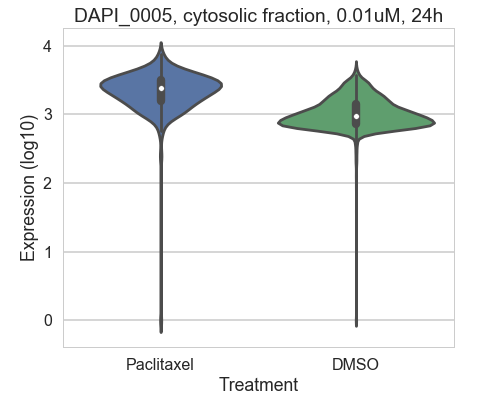 DAPI_0005, cytosolic fraction, 0.01uM, 24h
Expression (log10)
4
3
2
1
0
Paclitaxel DMSO
Treatment